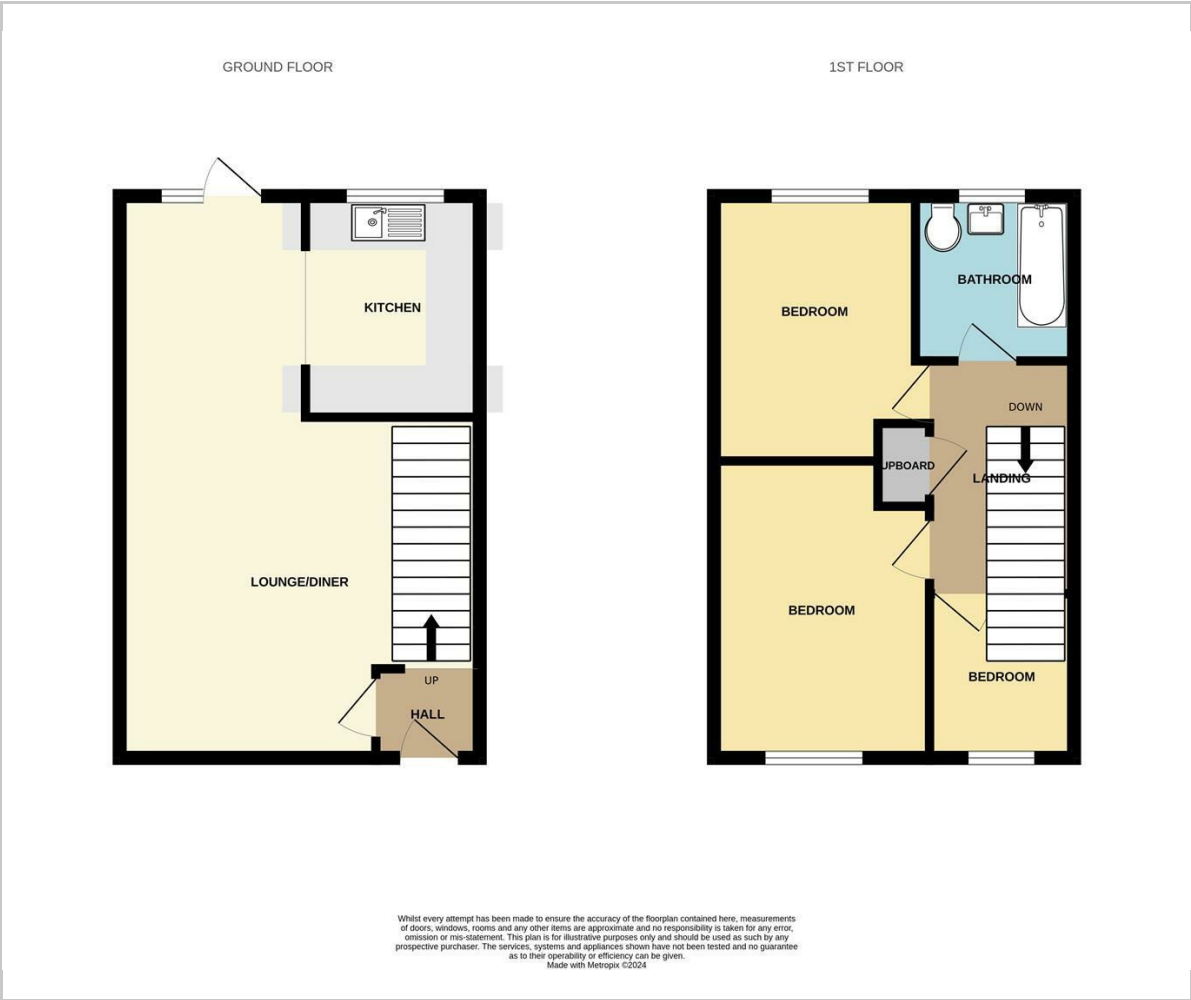 GROUND FLOOR
1ST FLOOR
KITCHEN
LOUNGE/DINER
UP
HALL
BEDROOM
BATHROOM
DOWN
UPBOARD
LANDING
BEDROOM
BEDROOM
Whilst every attempt has been made to ensure the accuracy of the floorplan contained here, measurements
of doors, windows, rooms and any other items are approximate and no responsibility is taken for any error,
omission or mis-statement. This plan is for illustrative purposes only and should be used as such by any
prospective purchaser. The services, systems and appliances shown have not been tested and no guarantee
as to their operability or efficiency can be given.
Made with Metropix ©2024